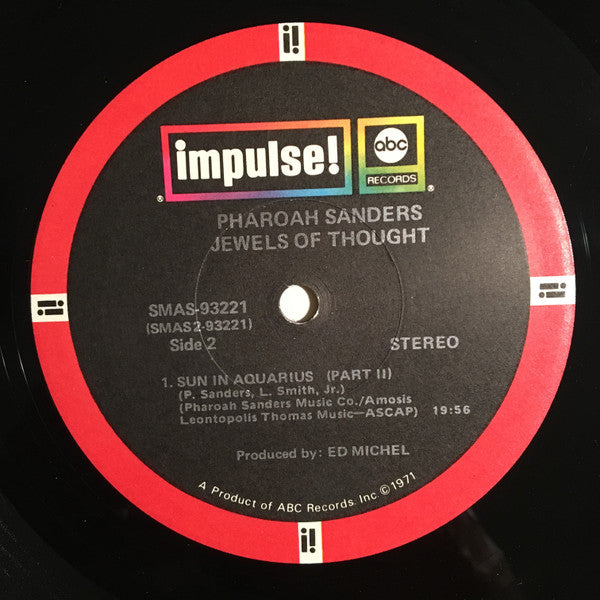 i!
impulse!
abc
RECORDS
®
®
PHAROAH SANDERS
JEWELS OF THOUGHT
SMAS-93221
(SMAS 2-93221)
Side 2
STEREO
i!
i!
1. SUN IN AQUARIUS (PART II)
(P. Sanders, L. Smith, Jr.)
(Pharoah Sanders Music Co./Amosis
Leontopolis Thomas Music—ASCAP) 19:56
Produced by: ED MICHEL
A Product of ABC Records. Inc © 1971
i!